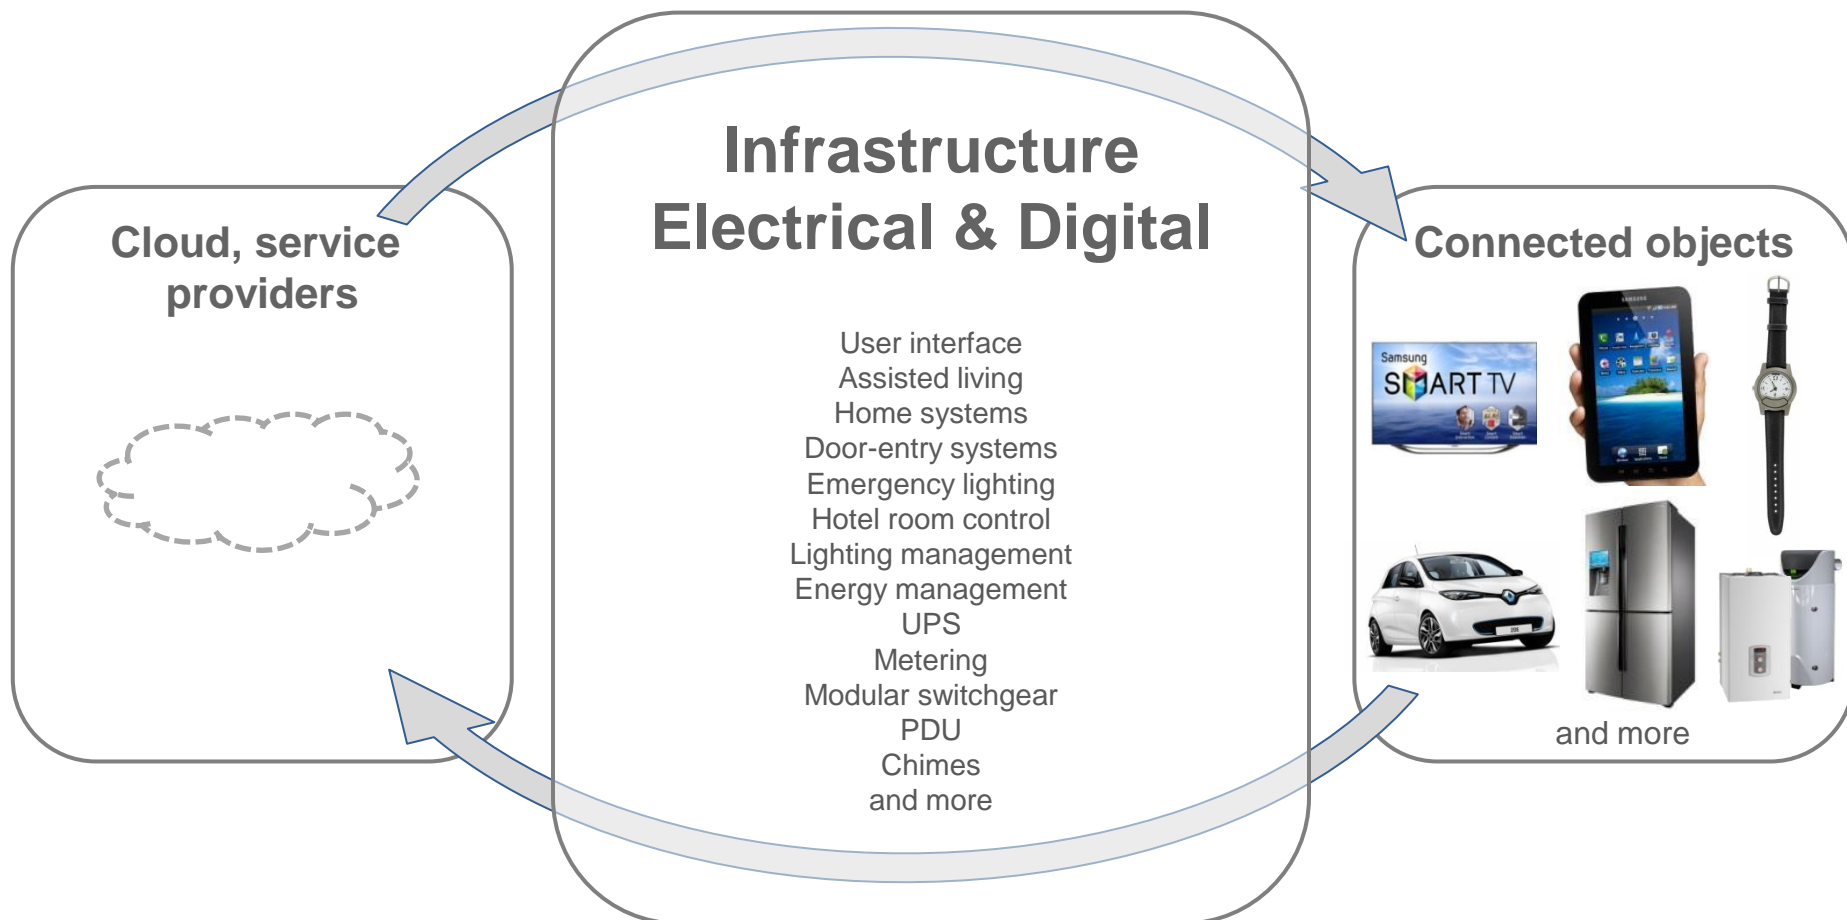 Infrastructure
Electrical & Digital
Cloud, service
providers
User interface
Assisted living
Home systems
Door-entry systems
Emergency lighting
Hotel room control
Lighting management
Energy management
UPS
Metering
Modular switchgear
PDU
Chimes
and more
Connected objects
SAMSUNG
Samsung
SMART TV
and more